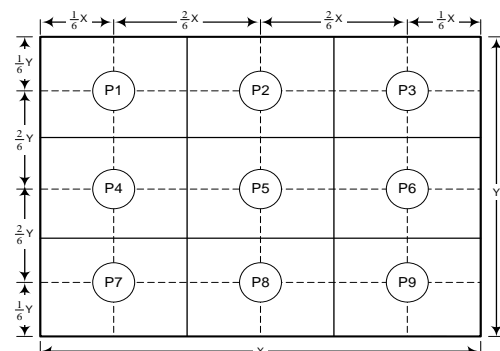 1/6 X 2/6 X 2/6 X 1/6 X
1/6 Y
P1 P2 P3
2/6 Y
P4 P5 P6
Y
2/6 Y
P7 P8 P9
1/6 Y
X